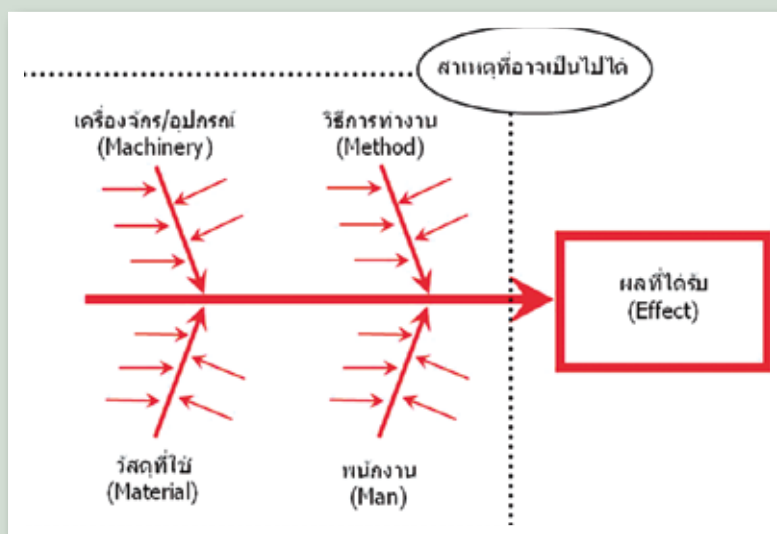 สาเหตุที่อาจเป็นไปได้
เครื่องจักร/อุปกรณ์
(Machinery)
วิธีการทำงาน
(Method)
ผลที่ได้รับ
(Effect)
วัสดุที่ใช้
(Material)
พนักงาน
(Man)